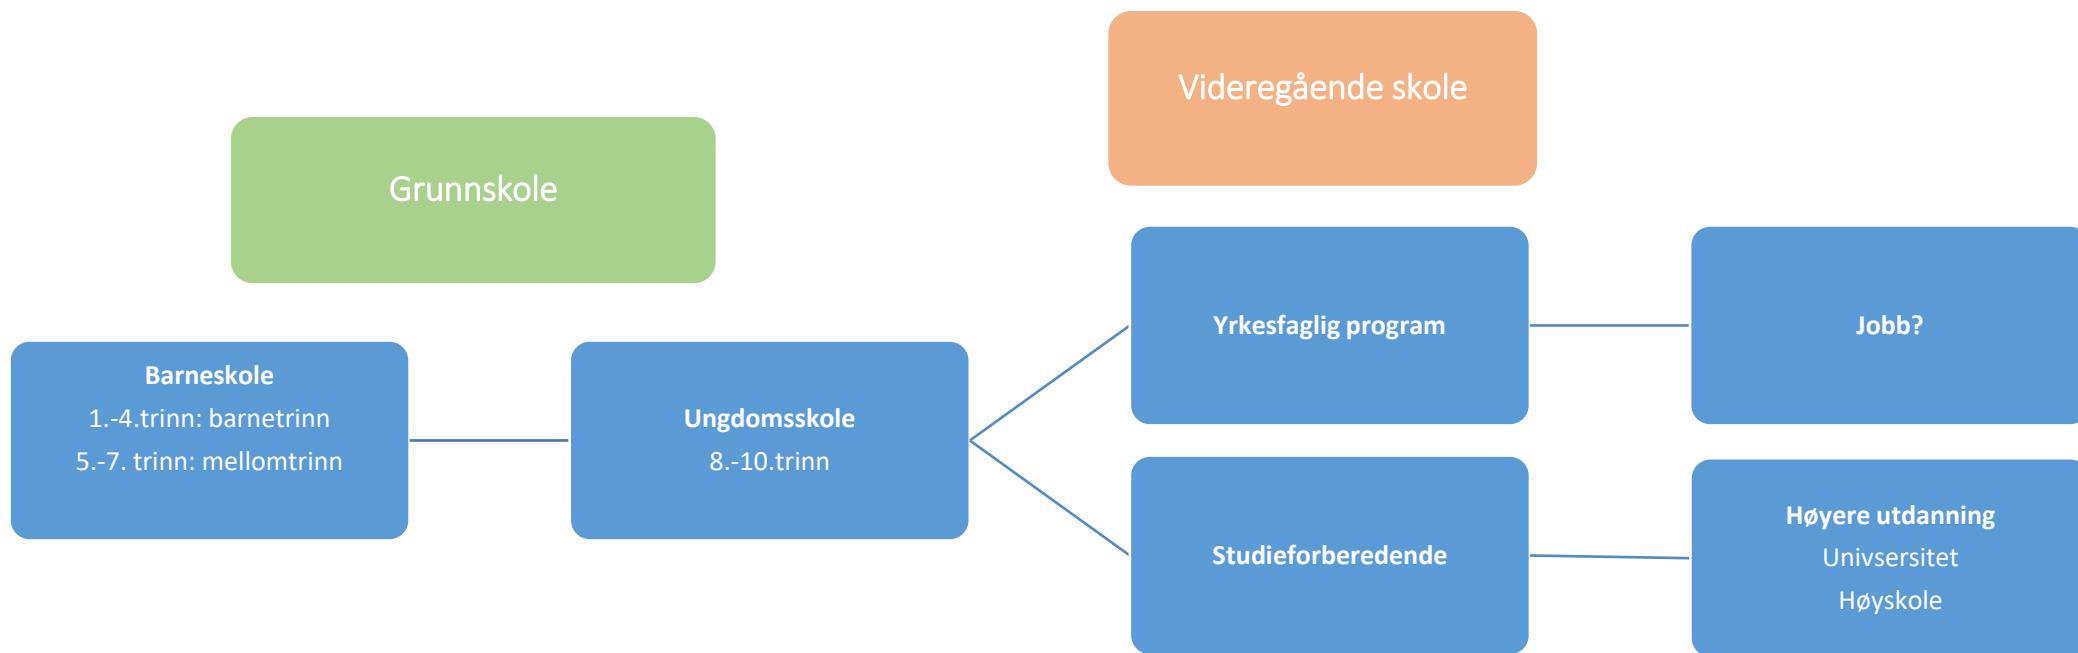 Videregående skole
Grunnskole
Barneskole
1.-4.trinn: barnetrinn
5.-7. trinn: mellomtrinn
Ungdomsskole
8.-10.trinn
Yrkesfaglig program
Jobb?
Studieforberedende
Høyere utdanning
Univsersitet
Høyskole